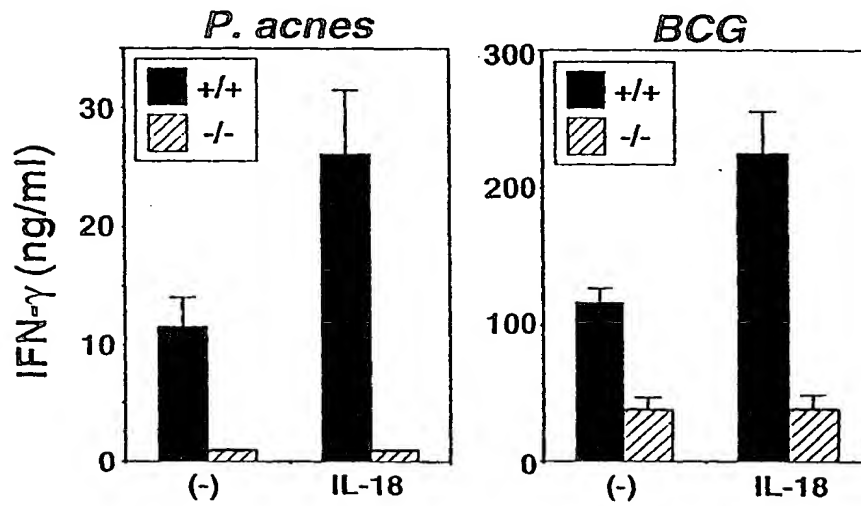 P. acnes
BCG
IFN-γ (ng/ml)
30
20
10
0
+/+
-/-
(-)
IL-18
300
200
100
0
+/+
-/-
(-)
IL-18